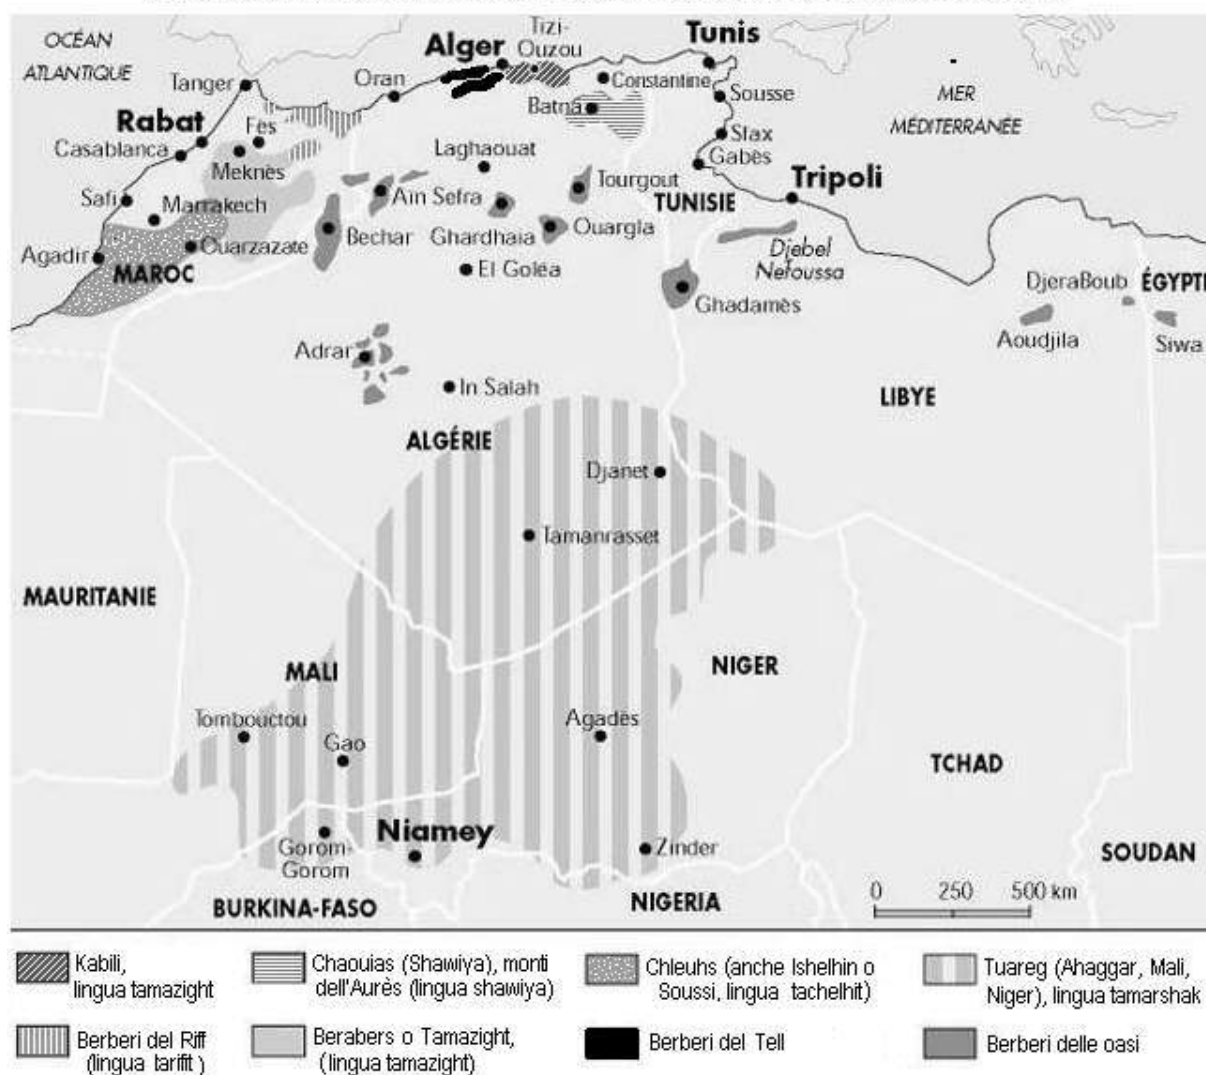 OCÉAN
ATLANTIQUE
Tanger
Oran
Alger
Tizi-
Ouzou
Tunis
Constantine
Sousse
MER
MÉDITERRANÉE
Batna
Rabat
Fès
Casablanca
Meknès
Laghaouat
Sfax
Gabès
Safi
Marrakech
Aïn Sefra
Tourgout
TUNISIE
Tripoli
Agadir
Ouarzazate
MAROC
Bechar
Ghardhaia
Ouargla
Djebel
Nefoussa
El Goléa
Ghadamès
DjeraBoub
ÉGYPTE
Aoudjila
Siwa
Adrar
In Salah
LIBYE
ALGÉRIE
Djanet
Tamanrasset
MAURITANIE
MALI
NIGER
Tombouctou
Gao
Agadès
TCHAD
Niamey
Gorom-
Gorom
Zinder
SOUDAN
BURKINA-FASO
NIGERIA
0 250 500 km
Kabili,
lingua tamazight
Chaouias (Shawiya), monti
dell'Aurès (lingua shawiya)
Chleuhs (anche Ishelhin o
Soussi, lingua tachelhit)
Tuareg (Ahaggar, Mali,
Niger), lingua tamarshak
Berberi del Riff
(lingua tarifit )
Berabers o Tamazight,
(lingua tamazight)
Berberi del Tell
Berberi delle oasi